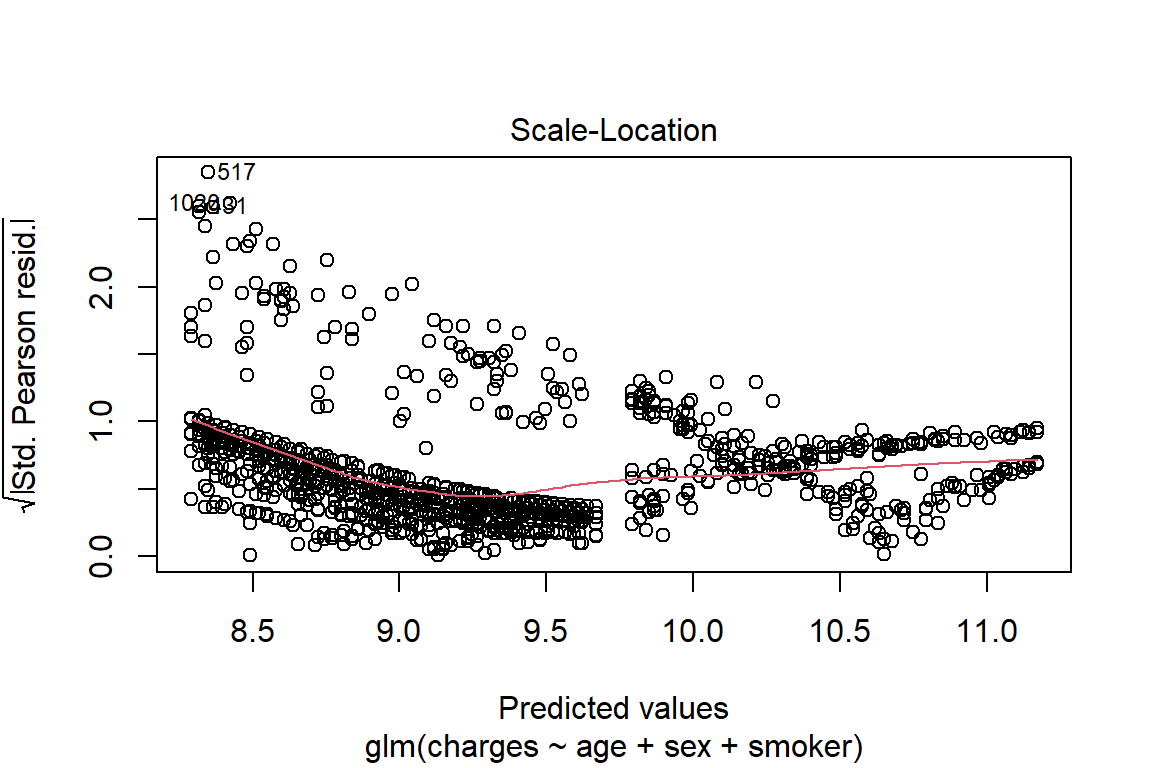 Scale-Location
517
2.0
1.0
0.0
√|Std. Pearson resid.|
8.5 9.0 9.5 10.0 10.5 11.0
Predicted values
glm(charges ~ age + sex + smoker)